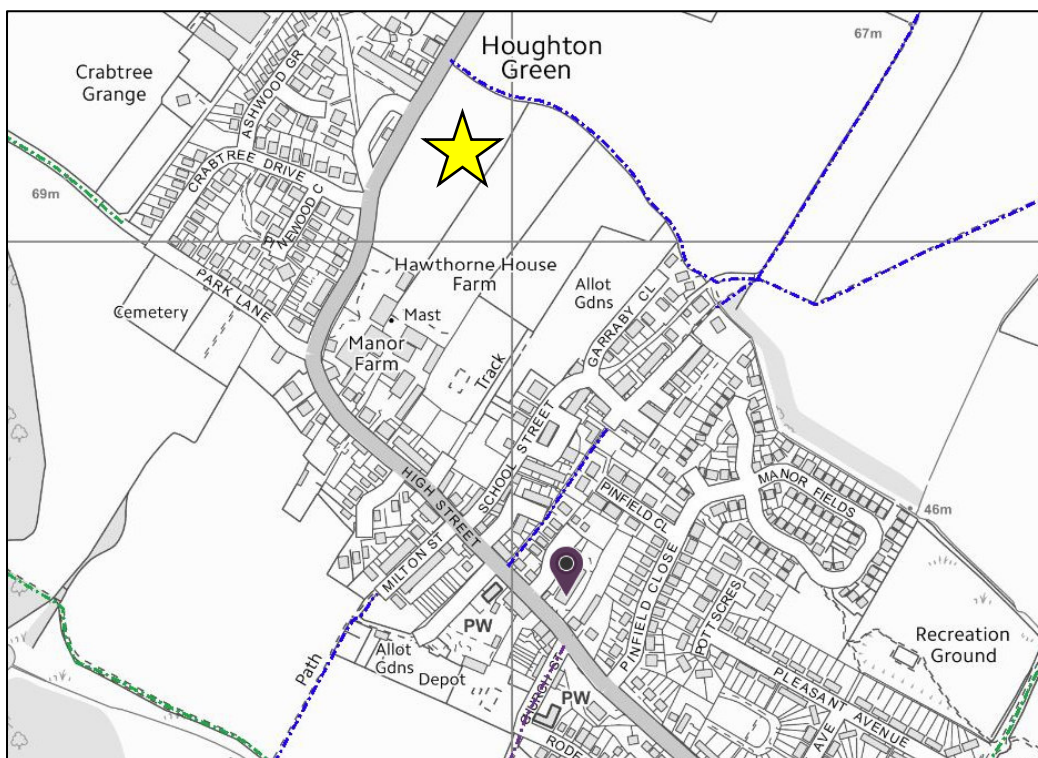 Houghton
Green
67m
Crabtree
Grange
ASHWOOD GR
CRABTREE DRIVE
NEWOOD C
69m
PARK LANE
Cemetery
Hawthorne House
Farm
Mast
Manor
Farm
Track
Allot
Gdns
GARRABY CL
SCHOOL STREET
HIGH STREET
MILTON ST
PINFIELD CL
MANOR FIELDS
46m
PINFIELD CLOSE
POTTSCRES
PW
Path
Allot
Gdns
Depot
CHURCH ST
PW
Recreation
Ground
PLEASANT AVENUE
AVE
RODE